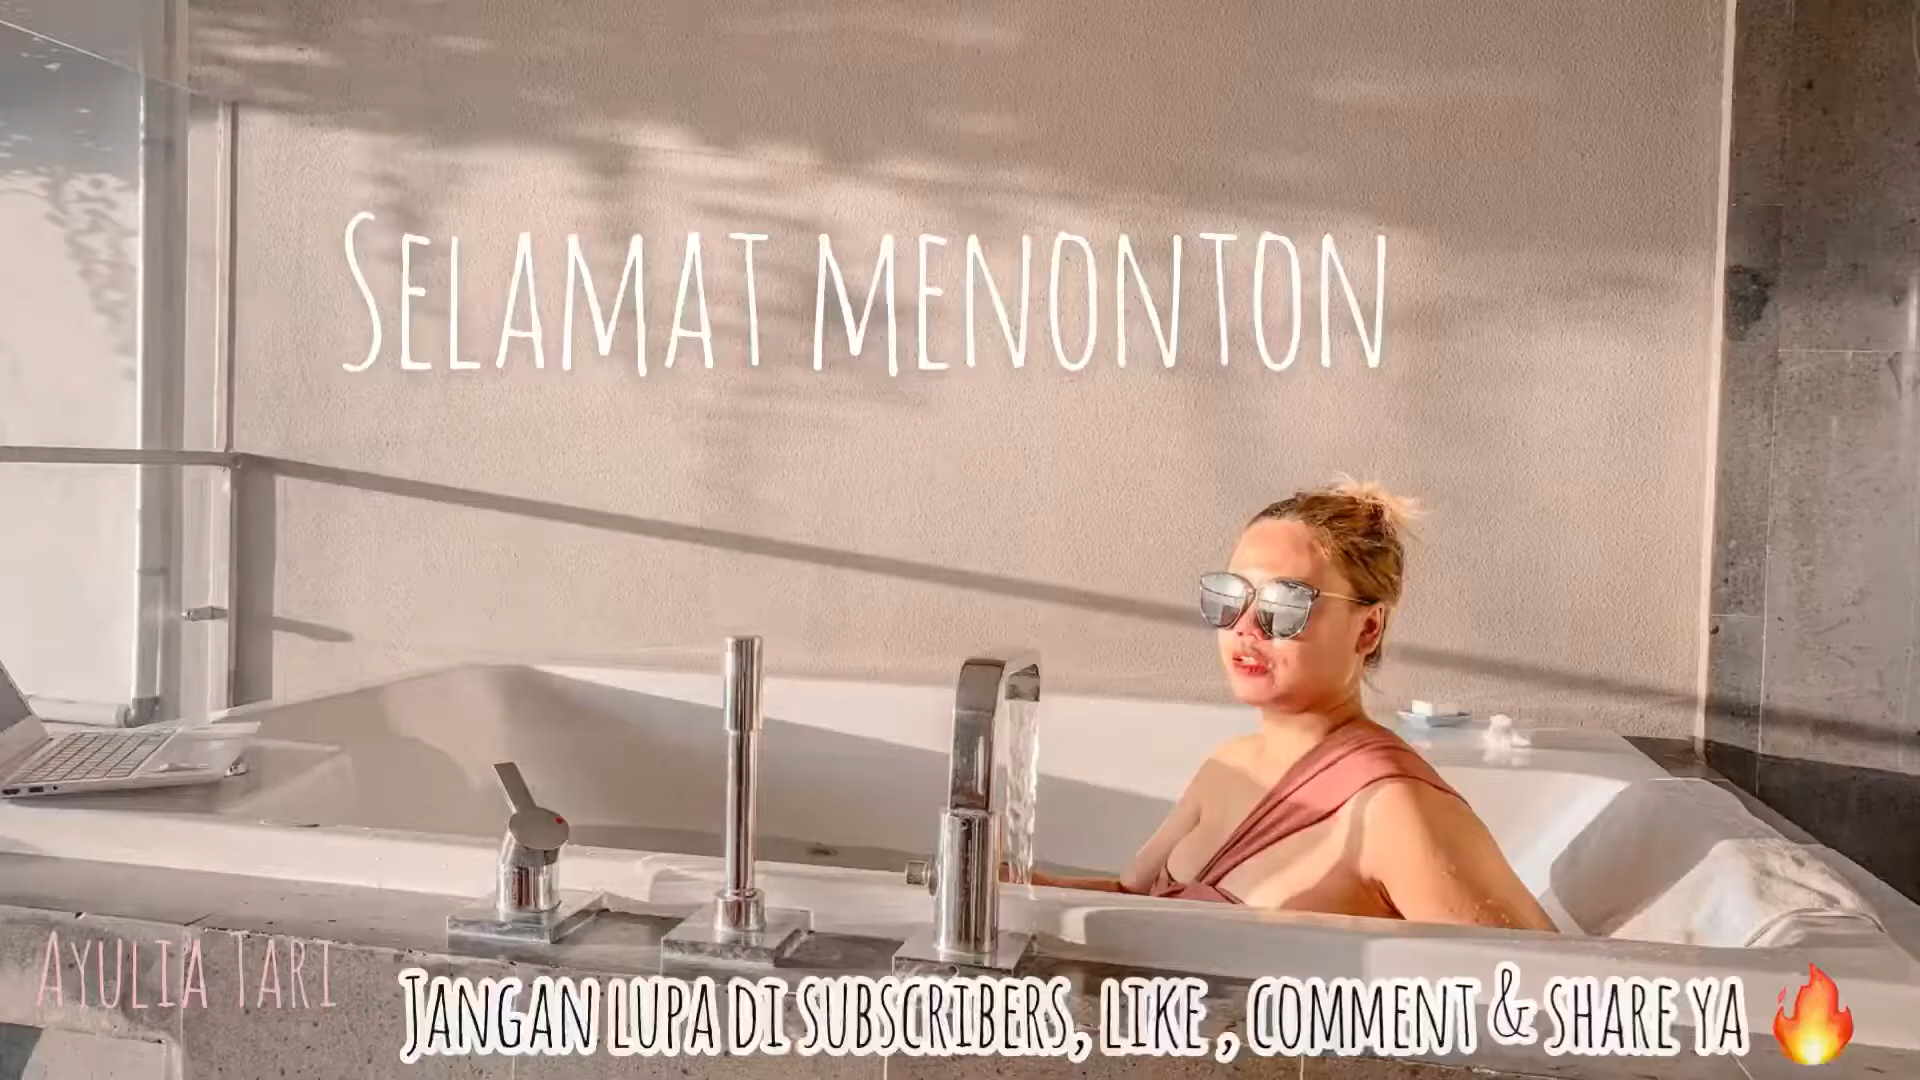 Selamat menonton
Ayulia Tari
Jangan lupa di subscribers, like , comment & share ya 🔥